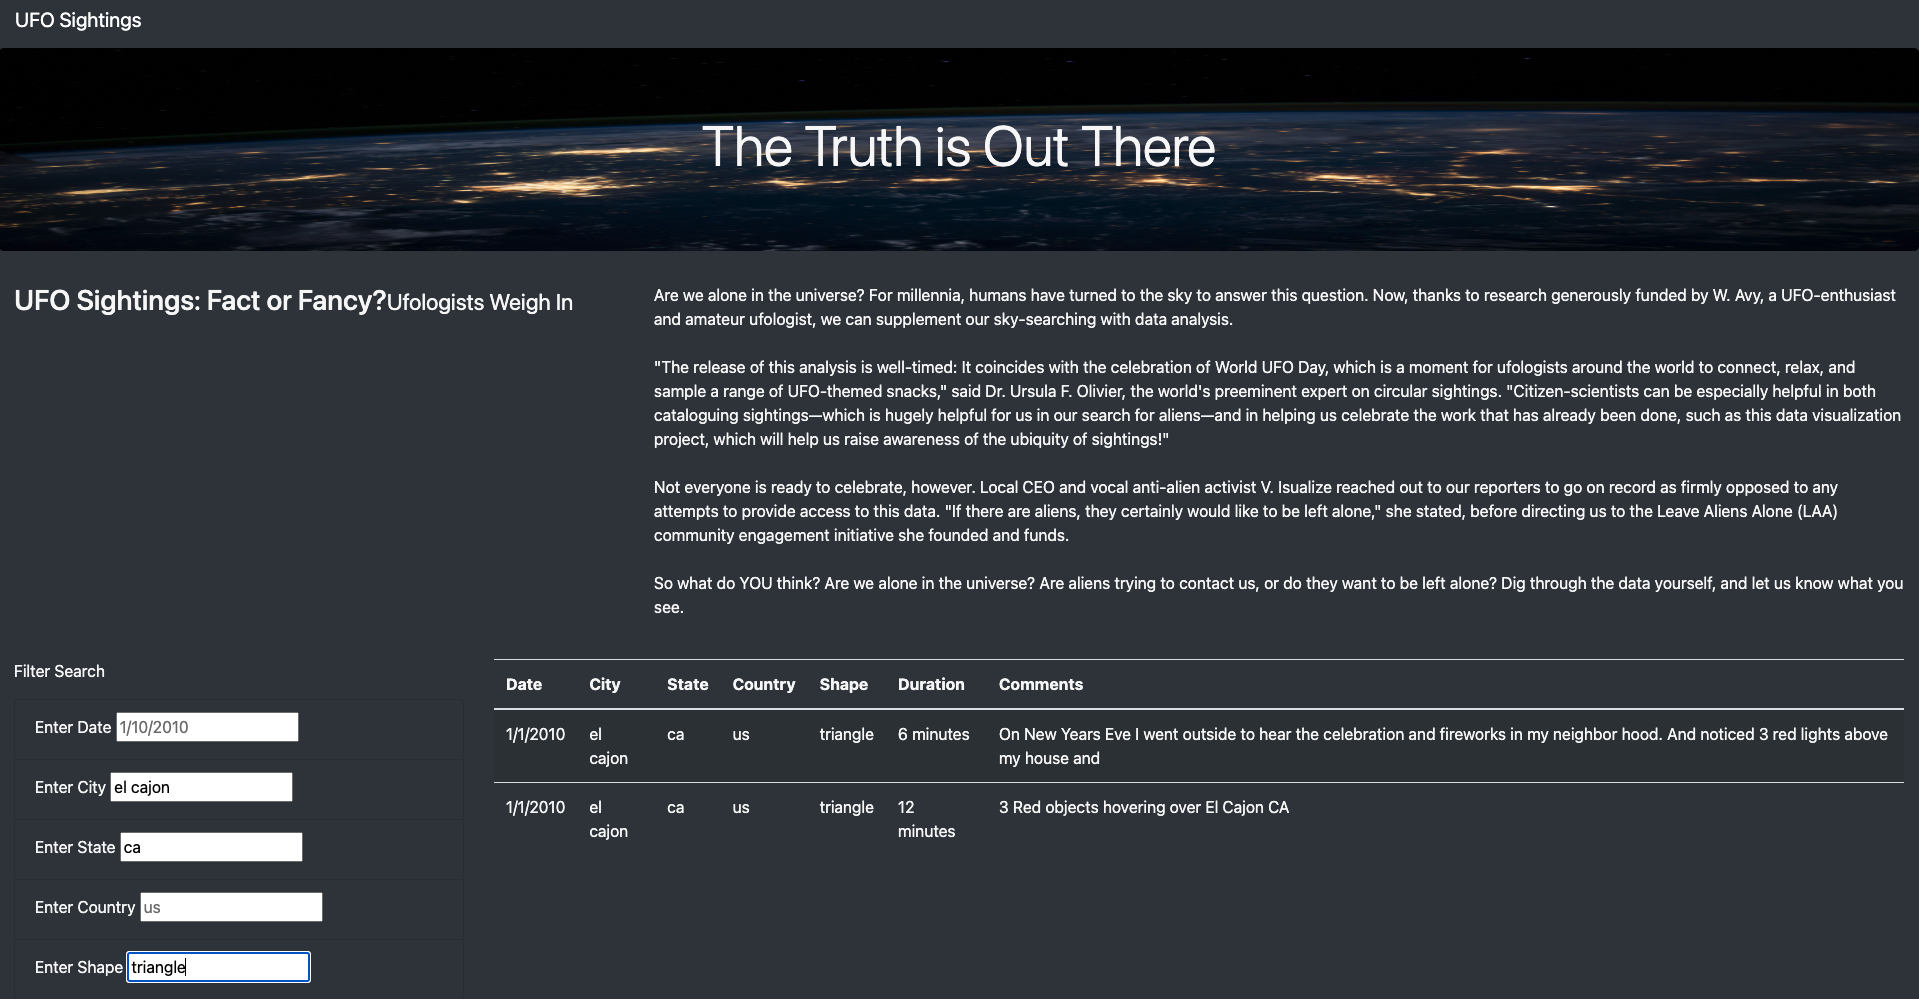 UFO Sightings
The Truth is Out There
UFO Sightings: Fact or Fancy?Ufologists Weigh In
Are we alone in the universe? For millennia, humans have turned to the sky to answer this question. Now, thanks to research generously funded by W. Avy, a UFO-enthusiast
and amateur ufologist, we can supplement our sky-searching with data analysis.
"The release of this analysis is well-timed: It coincides with the celebration of World UFO Day, which is a moment for ufologists around the world to connect, relax, and
sample a range of UFO-themed snacks," said Dr. Ursula F. Olivier, the world's preeminent expert on circular sightings. "Citizen-scientists can be especially helpful in both
cataloguing sightings—which is hugely helpful for us in our search for aliens—and in helping us celebrate the work that has already been done, such as this data visualization
project, which will help us raise awareness of the ubiquity of sightings!"
Not everyone is ready to celebrate, however. Local CEO and vocal anti-alien activist V. Isualize reached out to our reporters to go on record as firmly opposed to any
attempts to provide access to this data. "If there are aliens, they certainly would like to be left alone," she stated, before directing us to the Leave Aliens Alone (LAA)
community engagement initiative she founded and funds.
So what do YOU think? Are we alone in the universe? Are aliens trying to contact us, or do they want to be left alone? Dig through the data yourself, and let us know what you
see.
Filter Search
Enter Date 1/10/2010
Enter City el cajon
Enter State ca
Enter Country us
Enter Shape triangle
Date City State Country Shape Duration Comments
1/1/2010 el ca us triangle 6 minutes On New Years Eve I went outside to hear the celebration and fireworks in my neighbor hood. And noticed 3 red lights above
cajon my house and
1/1/2010 el ca us triangle 12 3 Red objects hovering over El Cajon CA
cajon minutes